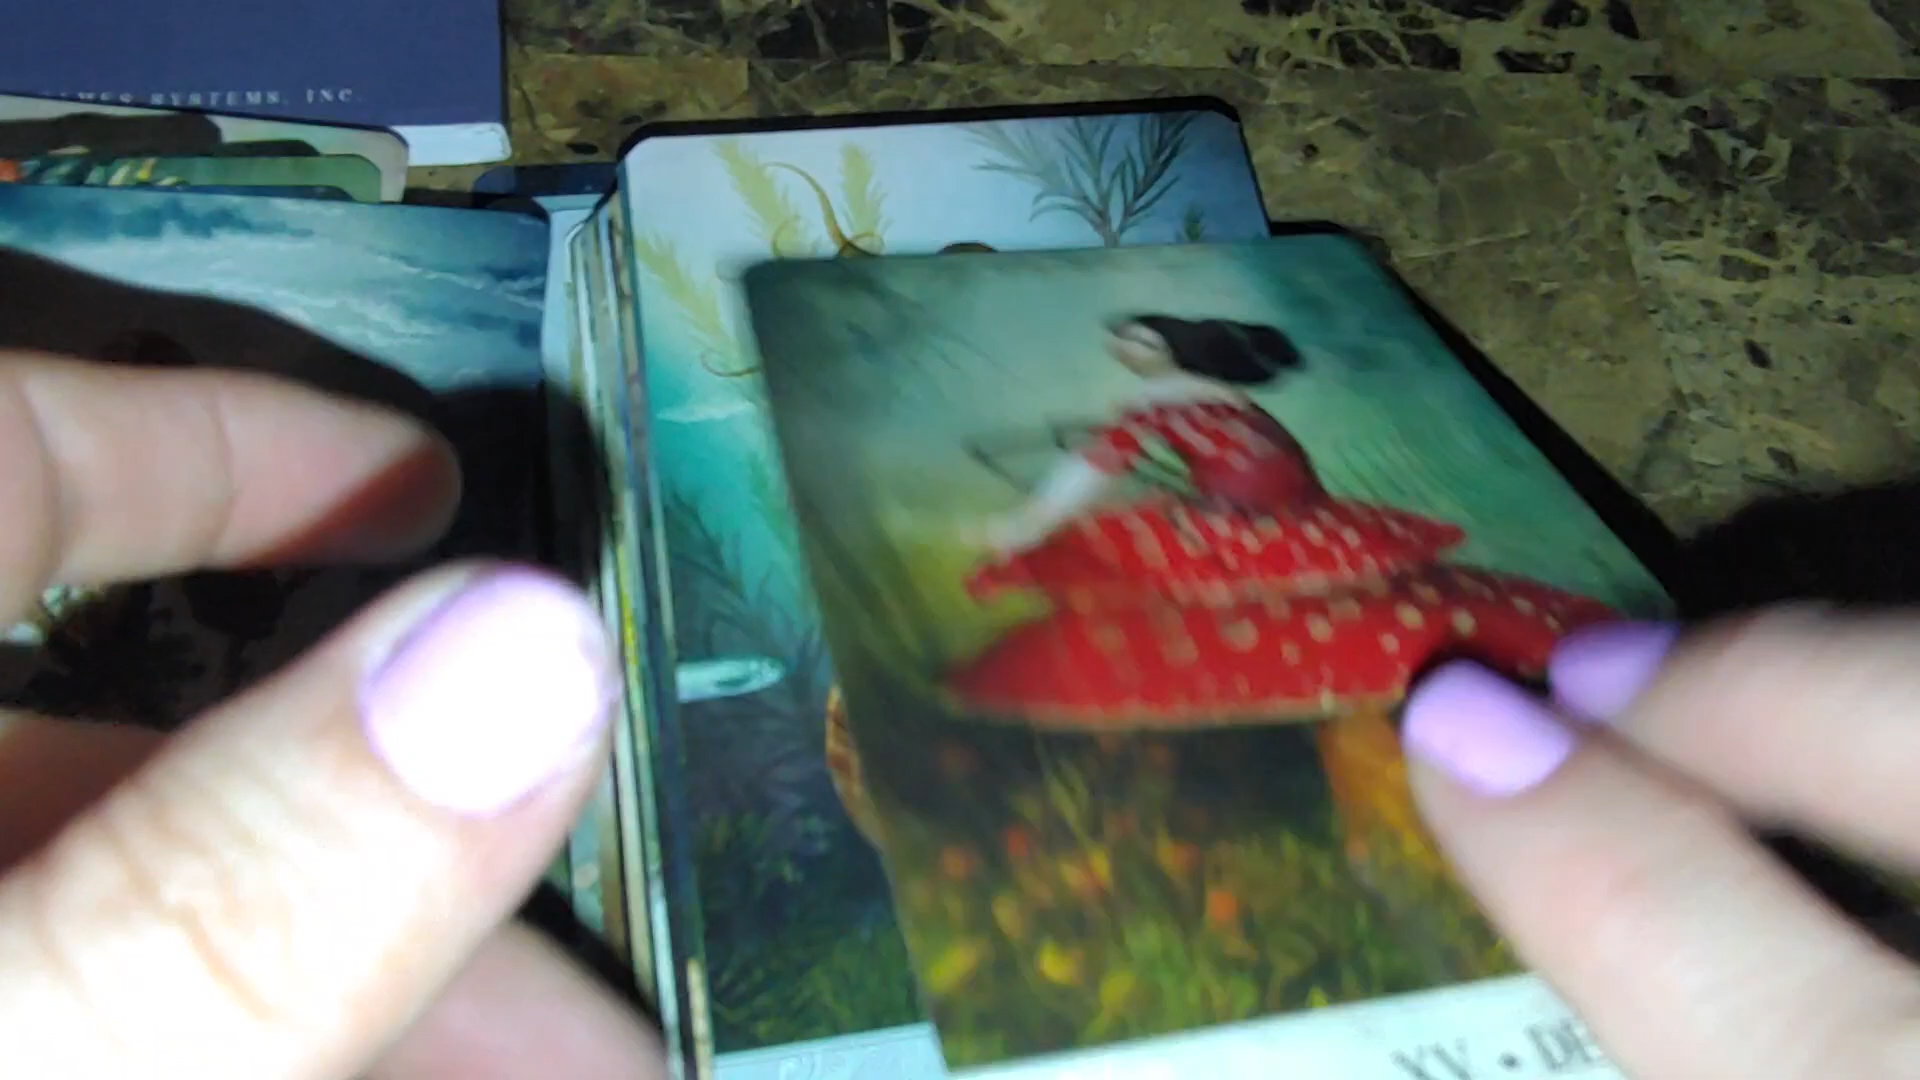 SYSTEMS, INC.
XV • DE